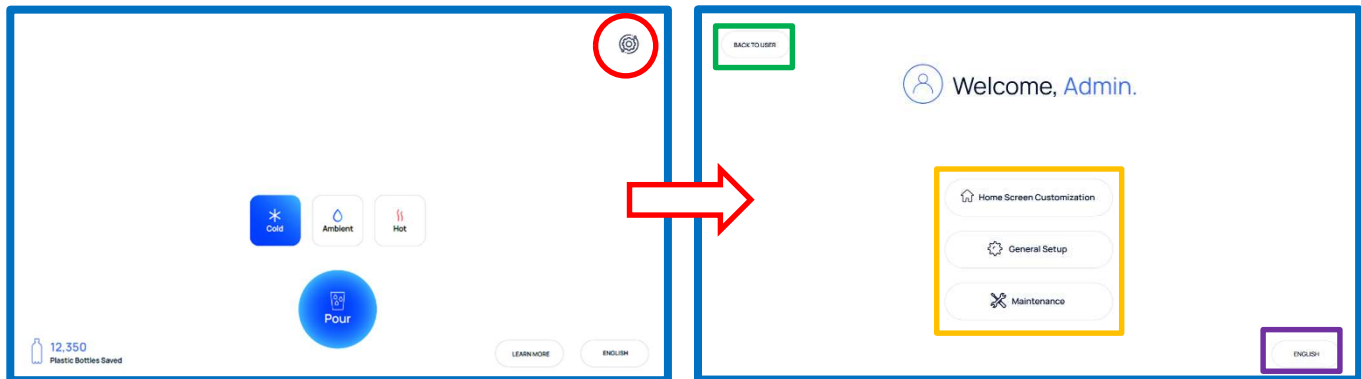 Cold
Ambient
Hot
Pour
12,350
Plastic Bottles Saved
LEARN MORE
ENGLISH
BACK TO USER
Welcome, Admin.
Home Screen Customization
General Setup
Maintenance
ENGLISH